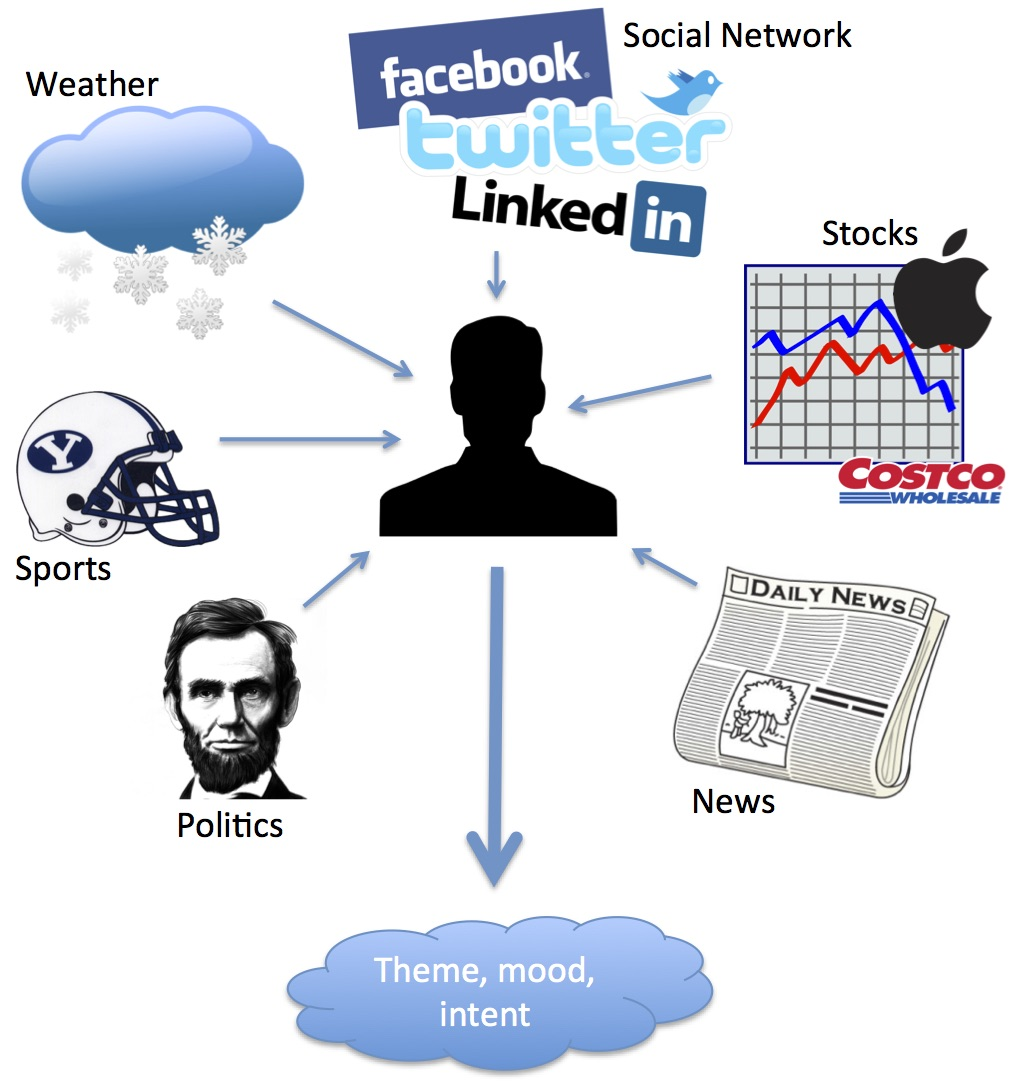 Social Network
facebook
twitter
Linked in
Weather
Stocks
COSTCO
WHOLESALE
Y
Sports
DAILY NEWS
Politics
News
Theme, mood,
intent